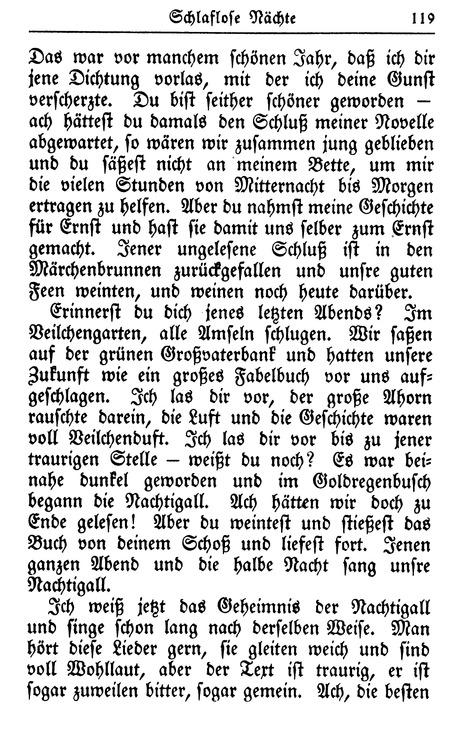 Schlaflose Nächte 119
Das war vor manchem schönen Jahr, daß ich dir
jene Dichtung vorlas, mit der ich deine Gunst
verscherzte. Du bist seither schöner geworden —
ach hättest du damals den Schluß meiner Novelle
abgewartet, so wären wir zusammen jung geblieben
und du säßest nicht an meinem Bette, um mir
die vielen Stunden von Mitternacht bis Morgen
ertragen zu helfen. Aber du nahmst meine Geschichte
für Ernst und hast sie damit uns selber zum Ernst
gemacht. Jener ungelesene Schluß ist in den
Märchenbrunnen zurückgefallen und unsre guten
Feen weinten, und weinen noch heute darüber.
Erinnerst du dich jenes letzten Abends? Im
Veilchengarten, alle Amseln schlugen. Wir saßen
auf der grünen Großvaterbank und hatten unsere
Zukunft wie ein großes Fabelbuch vor uns auf-
geschlagen. Ich las dir vor, der große Ahorn
rauschte darein, die Luft und die Geschichte waren
voll Veilchenduft. Ich las dir vor bis zu jener
traurigen Stelle — weißt du noch? Es war bei-
nahe dunkel geworden und im Goldregenbusch
begann die Nachtigall. Ach hätten wir doch zu
Ende gelesen! Aber du weintest und stießest das
Buch von deinem Schoß und liefest fort. Jenen
ganzen Abend und die halbe Nacht sang unsre
Nachtigall.
Ich weiß jetzt das Geheimnis der Nachtigall
und singe schon lang nach derselben Weise. Man
hört diese Lieder gern, sie gleiten weich und sind
voll Wohllaut, aber der Text ist traurig, er ist
sogar zuweilen bitter, sogar gemein. Ach, die besten